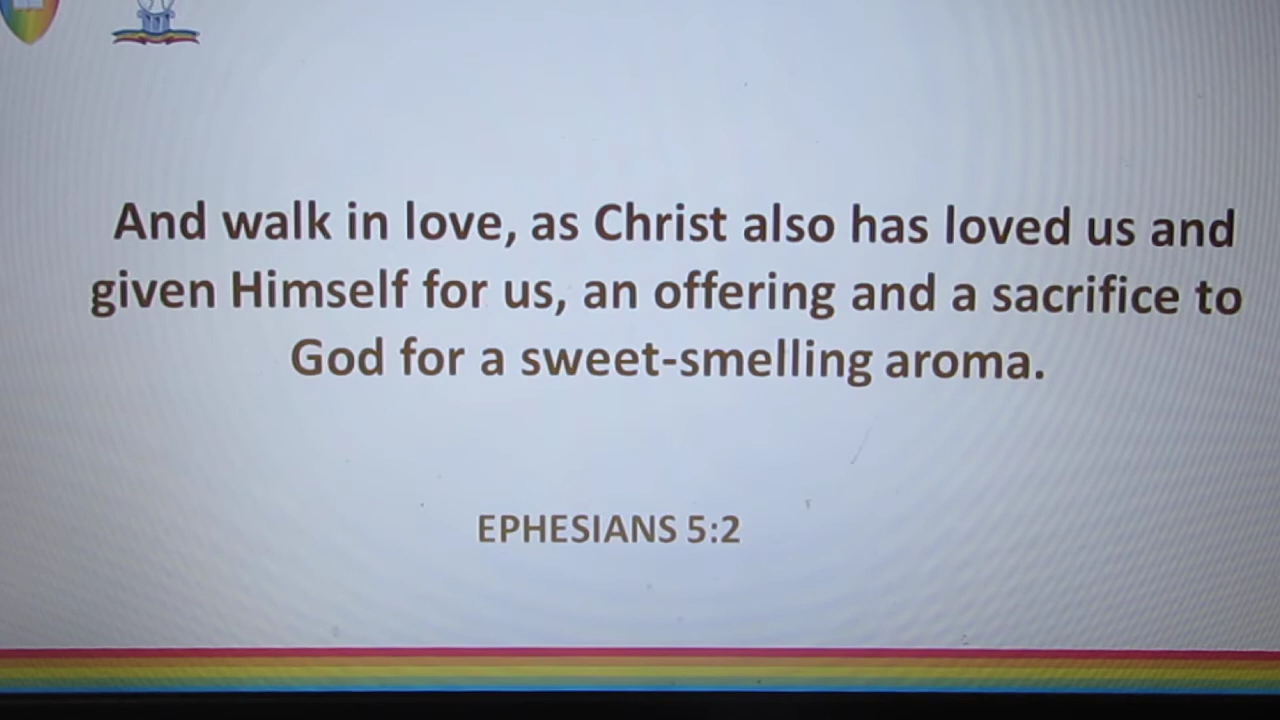 And walk in love, as Christ also has loved us and
given Himself for us, an offering and a sacrifice to
God for a sweet-smelling aroma.
EPHESIANS 5:2